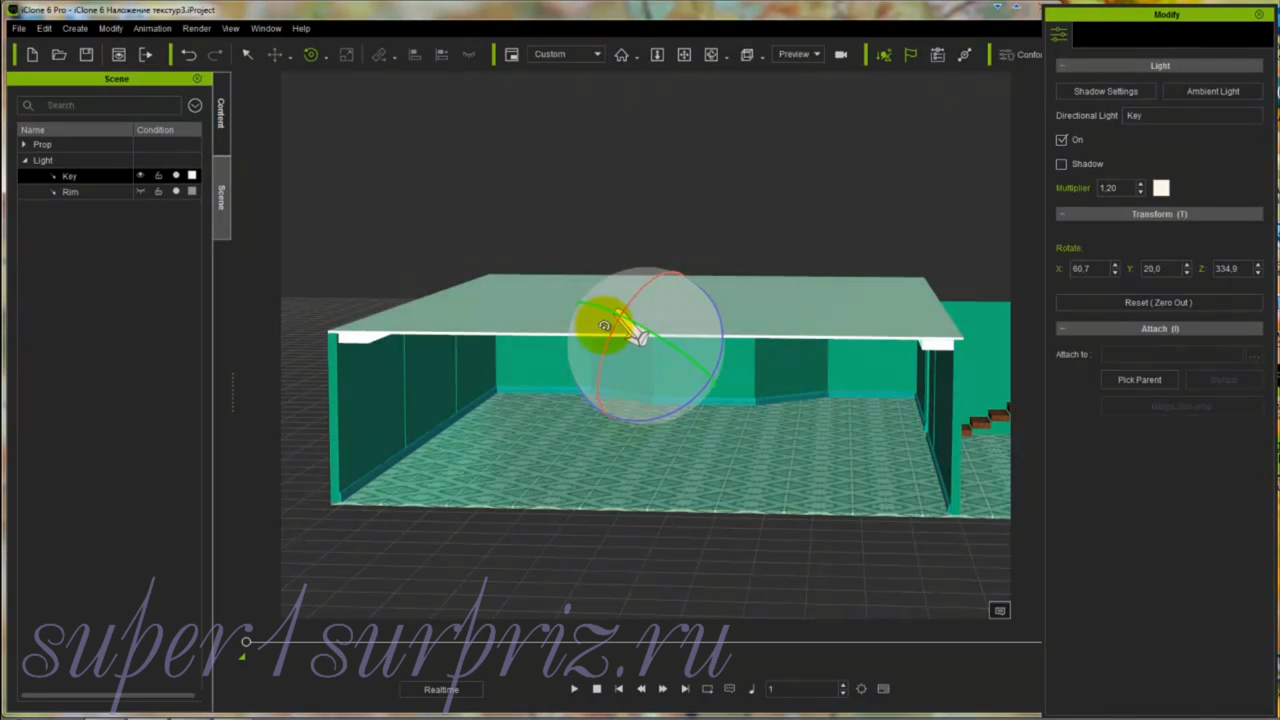 iClone 6 Pro - iClone 6 Наложение текстур3.iProject
File Edit Create Modify Animation Render View Window Help
Custom Preview Confo
Scene
Search
Name Condition
Prop
Light
Key
Rim
Content
Scene
Modify
Light
Shadow Settings Ambient Light
Directional Light Key
On
Shadow
Multiplier 1,20
Transform (T)
Rotate:
X: 60,7 Y: 20,0 Z: 334,9
Reset ( Zero Out )
Attach (I)
Attach to :
Pick Parent
super1surpriz.ru
Realtime 1